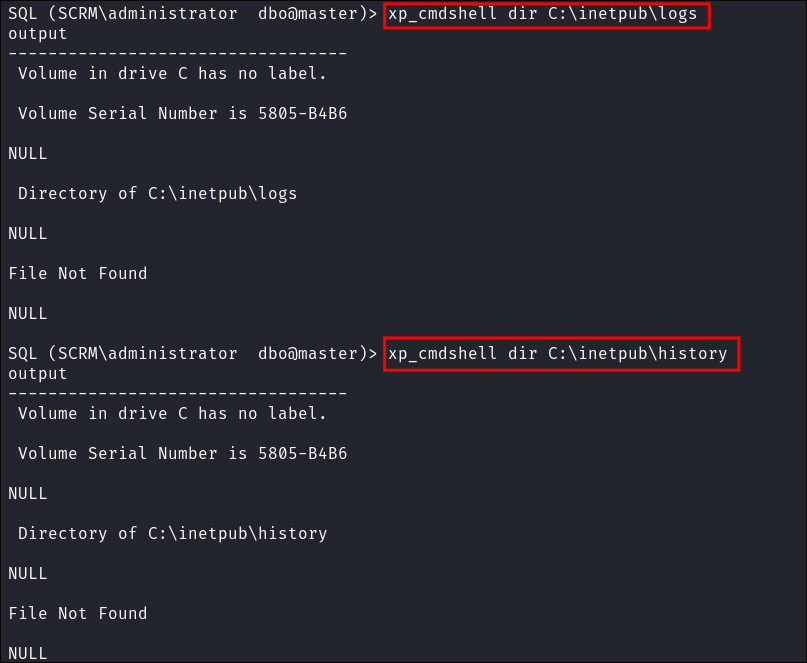 SQL (SCRM\administrator  dbo@master)> xp_cmdshell dir C:\inetpub\logs
output
----------------------------------
 Volume in drive C has no label.
 Volume Serial Number is 5805-B4B6
NULL
 Directory of C:\inetpub\logs
NULL
File Not Found
NULL
SQL (SCRM\administrator  dbo@master)> xp_cmdshell dir C:\inetpub\history
output
----------------------------------
 Volume in drive C has no label.
 Volume Serial Number is 5805-B4B6
NULL
 Directory of C:\inetpub\history
NULL
File Not Found
NULL